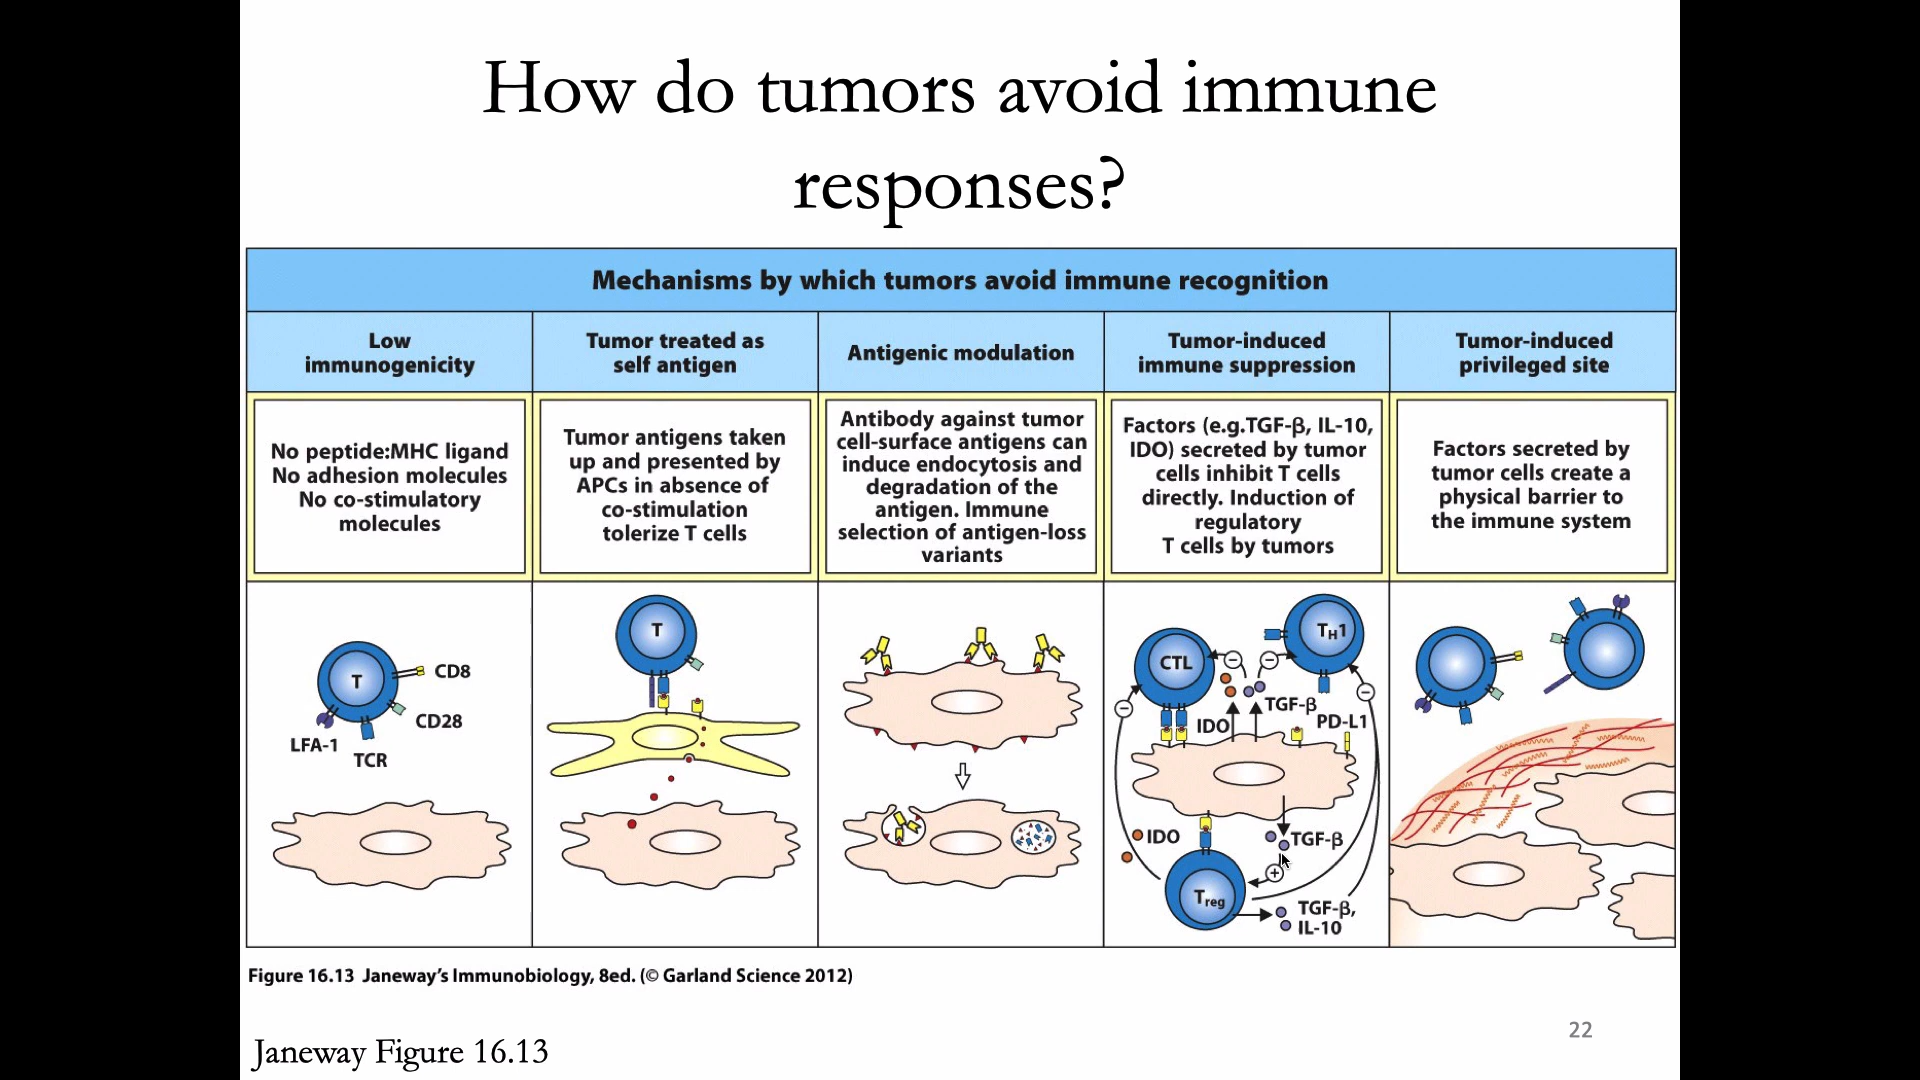 How do tumors avoid immune
responses?
Mechanisms by which tumors avoid immune recognition
Low
immunogenicity
Tumor treated as
self antigen
Antigenic modulation
Tumor-induced
immune suppression
Tumor-induced
privileged site
No peptide:MHC ligand
No adhesion molecules
No co-stimulatory
molecules
Tumor antigens taken
up and presented by
APCs in absence of
co-stimulation
tolerize T cells
Antibody against tumor
cell-surface antigens can
induce endocytosis and
degradation of the
antigen. Immune
selection of antigen-loss
variants
Factors (e.g.TGF-β, IL-10,
IDO) secreted by tumor
cells inhibit T cells
directly. Induction of
regulatory
T cells by tumors
Factors secreted by
tumor cells create a
physical barrier to
the immune system
T
CD8
CD28
LFA-1
TCR
T
CTL
TH1
IDO
TGF-β
PD-L1
IDO
TGF-β
Treg
TGF-β,
IL-10
Figure 16.13 Janeway's Immunobiology, 8ed. (© Garland Science 2012)
22
Janeway Figure 16.13